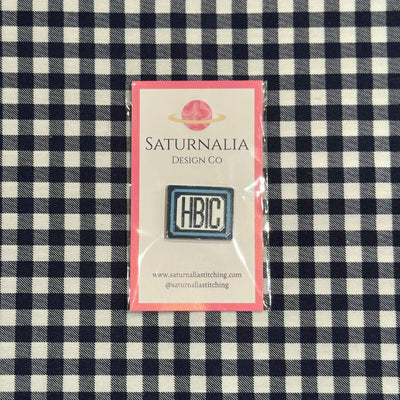 SATURNALIA
DESIGN CO
HBIC
www.saturnaliastitching.com
@saturnaliastitching